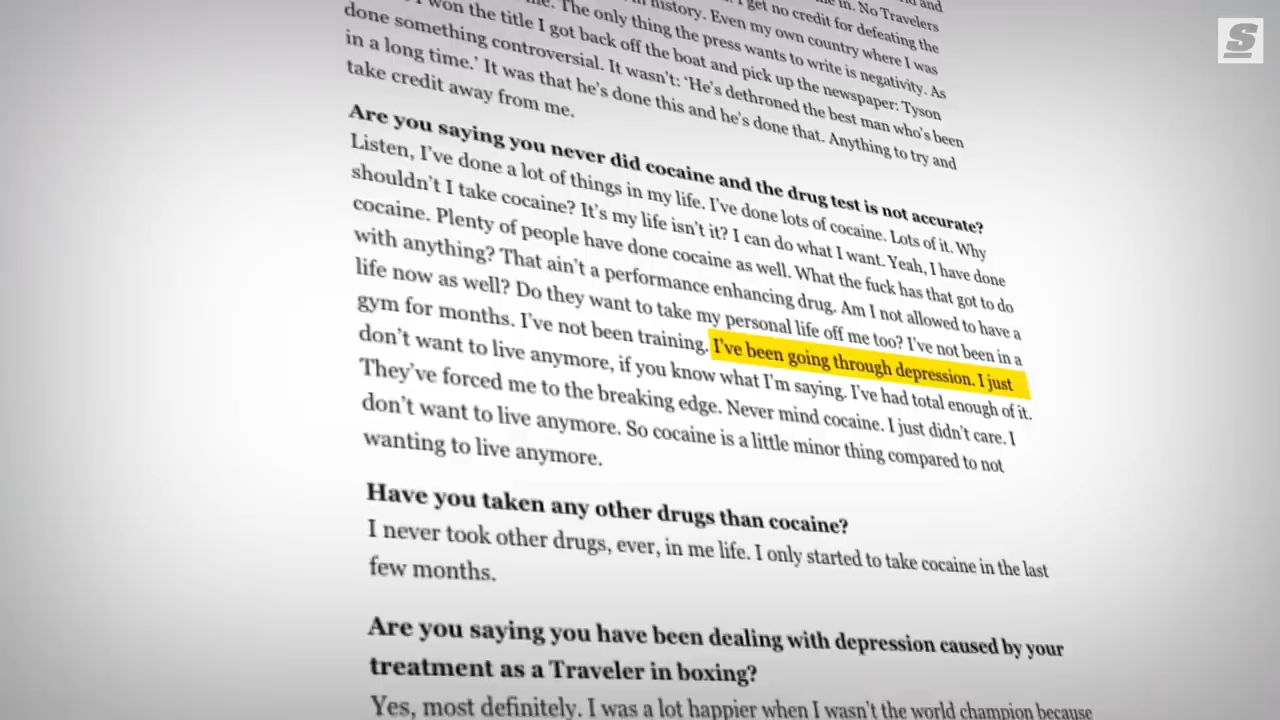 me in. No Travelers
I get no credit for defeating the
me. The only thing history. Even my own country where I was
won the title I got back off the boat and pick up the newspaper: Tyson
the press wants to write is negativity. As
done something controversial. It wasn't: 'He's dethroned the best man who's been
in a long time.' It was that he's done this and he's done that. Anything to try and
take credit away from me.
Are you saying you never did cocaine and the drug test is not accurate?
Listen, I've done a lot of things in my life. I've done lots of cocaine. Lots of it. Why
shouldn't I take cocaine? It's my life isn't it? I can do what I want. Yeah, I have done
cocaine. Plenty of people have done cocaine as well. What the fuck has that got to do
with anything? That ain't a performance enhancing drug. Am I not allowed to have a
life now as well? Do they want to take my personal life off me too? I've not been in a
gym for months. I've not been training. I've been going through depression. I just
don't want to live anymore, if you know what I'm saying. I've had total enough of it.
They've forced me to the breaking edge. Never mind cocaine. I just didn't care. I
don't want to live anymore. So cocaine is a little minor thing compared to not
wanting to live anymore.
Have you taken any other drugs than cocaine?
I never took other drugs, ever, in me life. I only started to take cocaine in the last
few months.
Are you saying you have been dealing with depression caused by your
treatment as a Traveler in boxing?
Yes, most definitely. I was a lot happier when I wasn't the world champion because
S